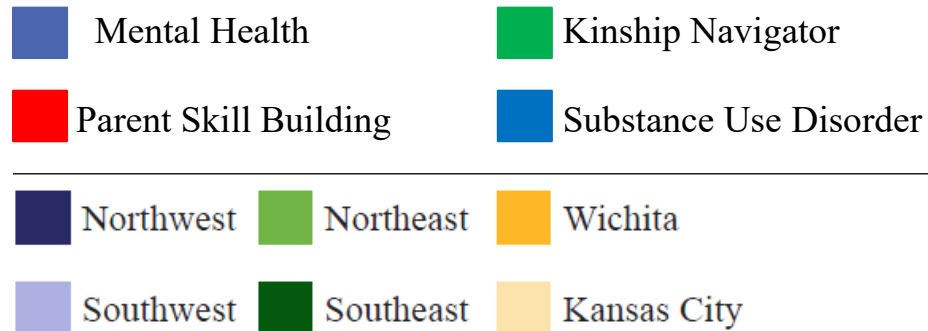 Mental Health Kinship Navigator
Parent Skill Building Substance Use Disorder
Northwest Northeast Wichita
Southwest Southeast Kansas City